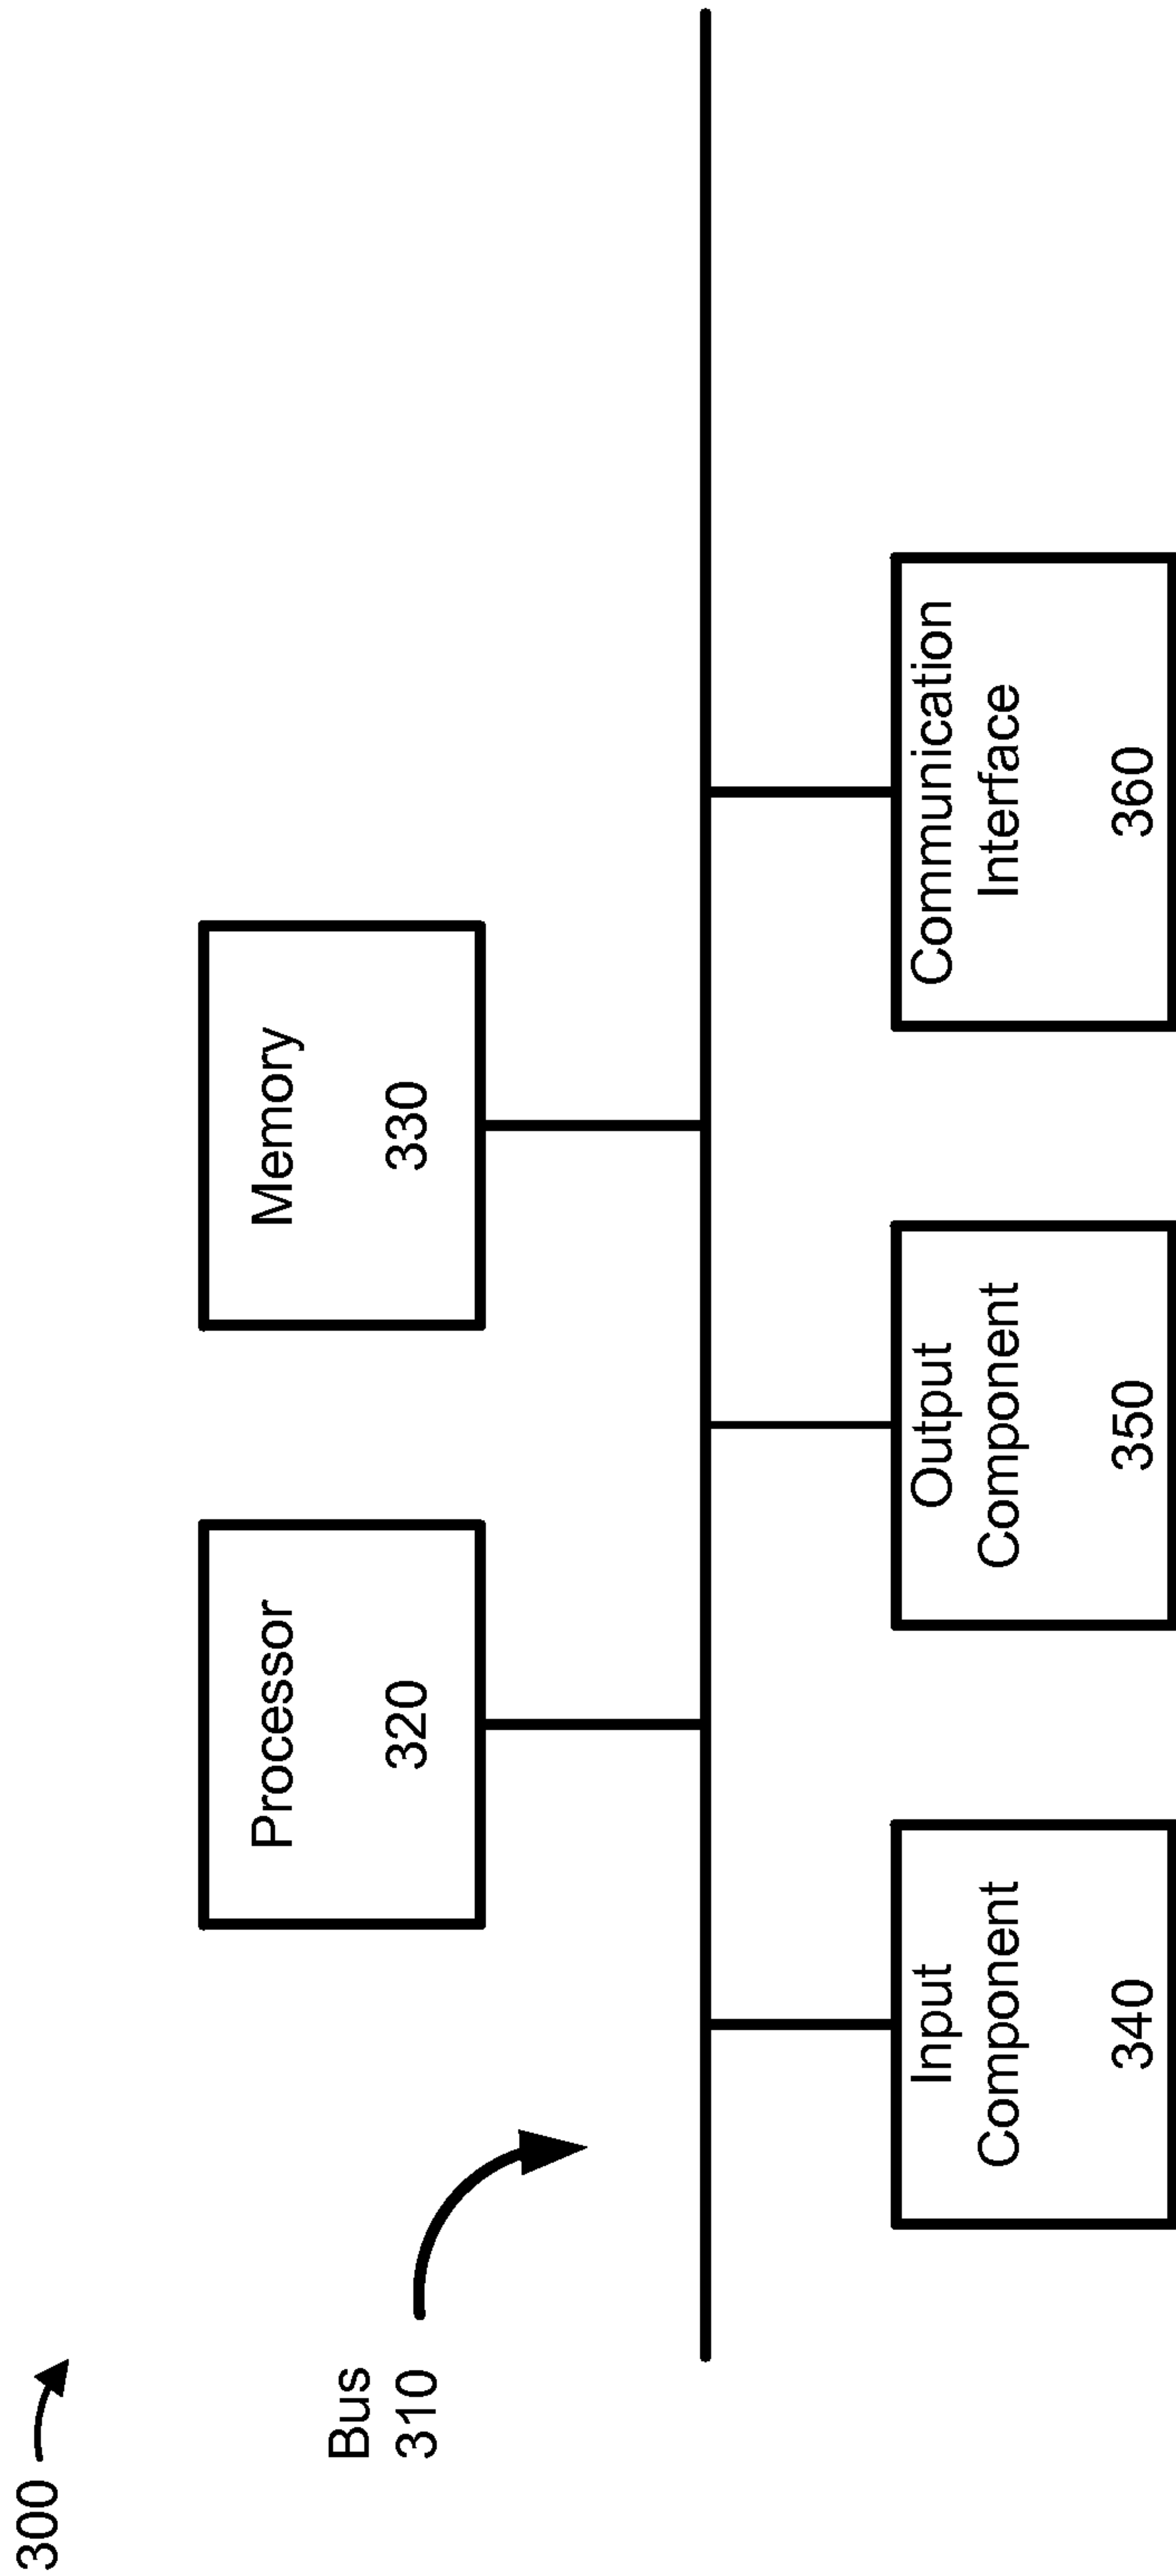 300
Bus
310
Processor
320
Memory
330
Input
Component
340
Output
Component
350
Communication
Interface
360